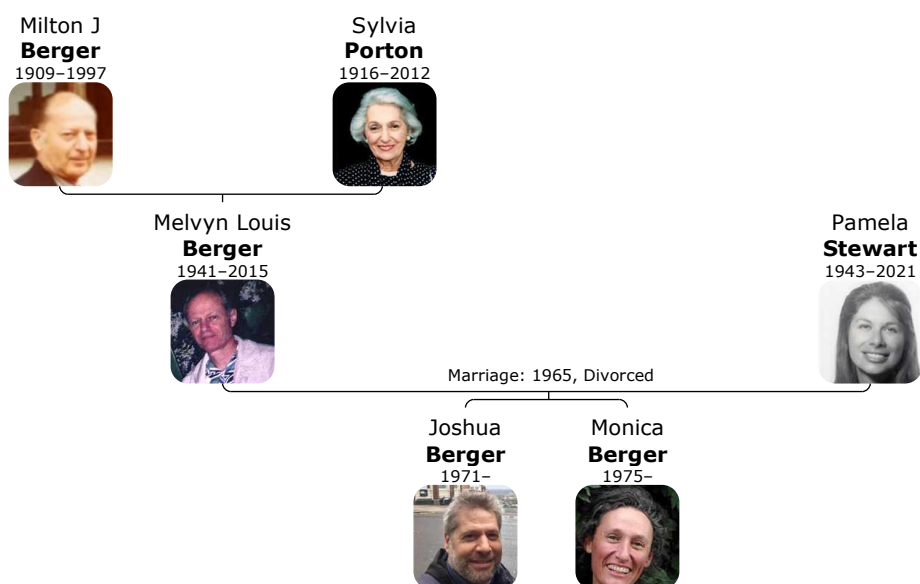 Milton J
Berger
1909–1997
Sylvia
Porton
1916–2012
Melvyn Louis
Berger
1941–2015
Pamela
Stewart
1943–2021
Marriage: 1965, Divorced
Joshua
Berger
1971–
Monica
Berger
1975–